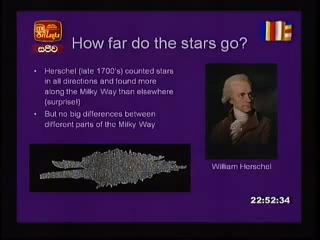 සජීව
How far do the stars go?
• Herschel (late 1700's) counted stars
in all directions and found more
along the Milky Way than elsewhere
(surprise!)
• But no big differences between
different parts of the Milky Way
William Herschel
22:52:34